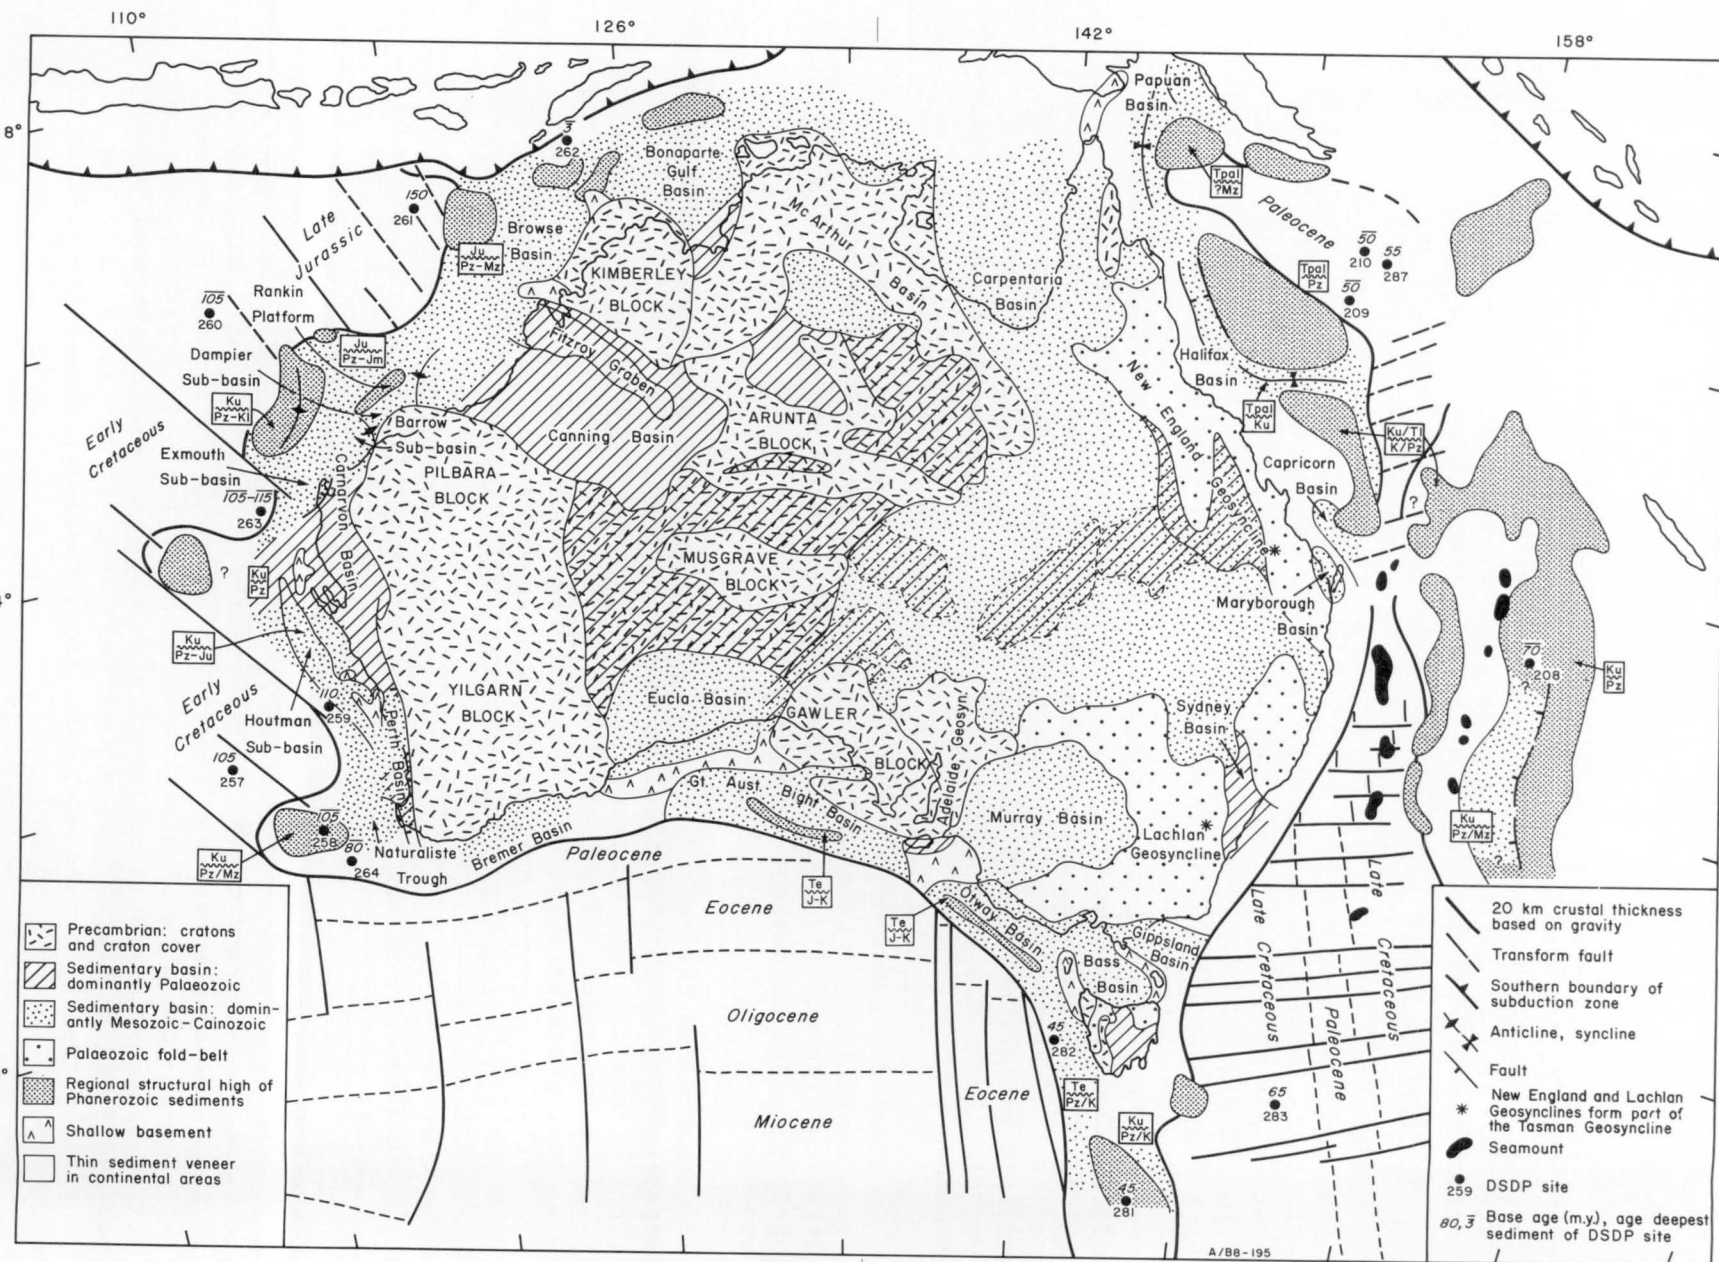 110°
126°
142°
158°
8°
Papuan
Basin
3
262
Bonaparte
Gulf
Basin
Tpal
?Mz
Mc Arthur
Basin
Paleocene
150
261
Late
Jurassic
Browse
Basin
Ju
Pz-Mz
50
210
55
287
KIMBERLEY
BLOCK
Carpentaria
Basin
Tpal
Pz
50
209
105
260
Rankin
Platform
Fitzroy
Graben
Ju
Pz-Jm
Dampier
Sub-basin
Halifax
Basin
New England
Geosyncline
Ku
Pz-Kl
Tpal
Ku
ARUNTA
BLOCK
Barrow
Sub-basin
Canning Basin
Ku/Tl
K/Pz
Early
Cretaceous
Exmouth
Sub-basin
PILBARA
BLOCK
Capricorn
Basin
105-115
263
Carnarvon
Basin
?
?
MUSGRAVE
BLOCK
Ku
Pz
Maryborough
Basin
Ku
Pz-Ju
70
208
?
Ku
Pz
Early
Cretaceous
110
259
Houtman
Sub-basin
YILGARN
BLOCK
Eucla Basin
GAWLER
BLOCK
Adelaide Geosyn.
Sydney
Basin
Perth Basin
105
257
Gt. Aust. Bight Basin
Murray Basin
Lachlan
Geosyncline
Ku
Pz/Mz
?
105
258
80
264
Naturaliste
Trough
Bremer Basin
Ku
Pz/Mz
Paleocene
Te
J-K
Te
J-K
Otway Basin
Gippsland
Basin
Bass
Basin
Eocene
Oligocene
Miocene
Eocene
45
282
Te
Pz/K
Ku
Pz/K
45
281
65
283
Late Cretaceous
Paleocene
Late Cretaceous
Precambrian: cratons
and craton cover
Sedimentary basin:
dominantly Palaeozoic
Sedimentary basin: domin-
antly Mesozoic-Cainozoic
Palaeozoic fold-belt
Regional structural high of
Phanerozoic sediments
Shallow basement
Thin sediment veneer
in continental areas
20 km crustal thickness
based on gravity
Transform fault
Southern boundary of
subduction zone
Anticline, syncline
Fault
New England and Lachlan
Geosynclines form part of
the Tasman Geosyncline
Seamount
259 DSDP site
80,3̅ Base age (m.y.), age deepest
sediment of DSDP site
A/B8-195